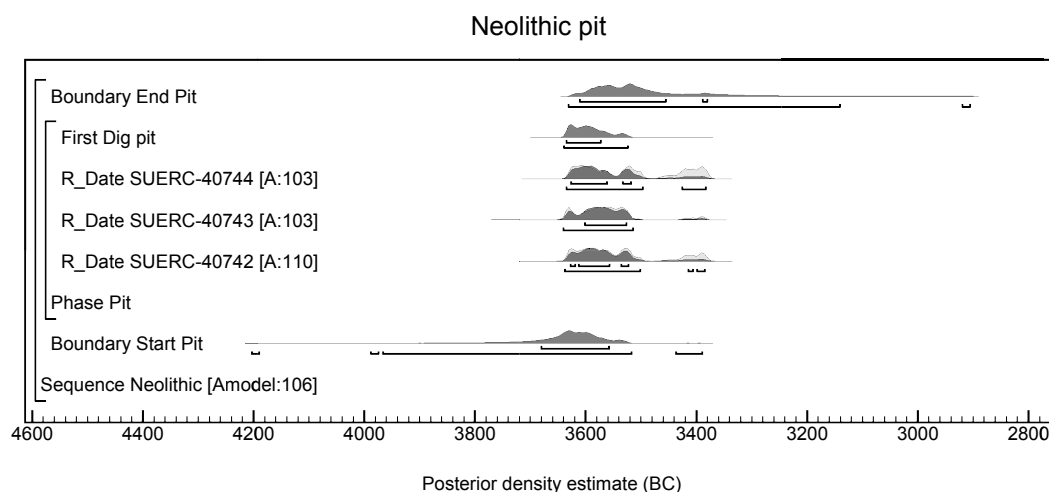 Neolithic pit
Boundary End Pit
First Dig pit
R_Date SUERC-40744 [A:103]
R_Date SUERC-40743 [A:103]
R_Date SUERC-40742 [A:110]
Phase Pit
Boundary Start Pit
Sequence Neolithic [Amodel:106]
4600 4400 4200 4000 3800 3600 3400 3200 3000 2800
Posterior density estimate (BC)